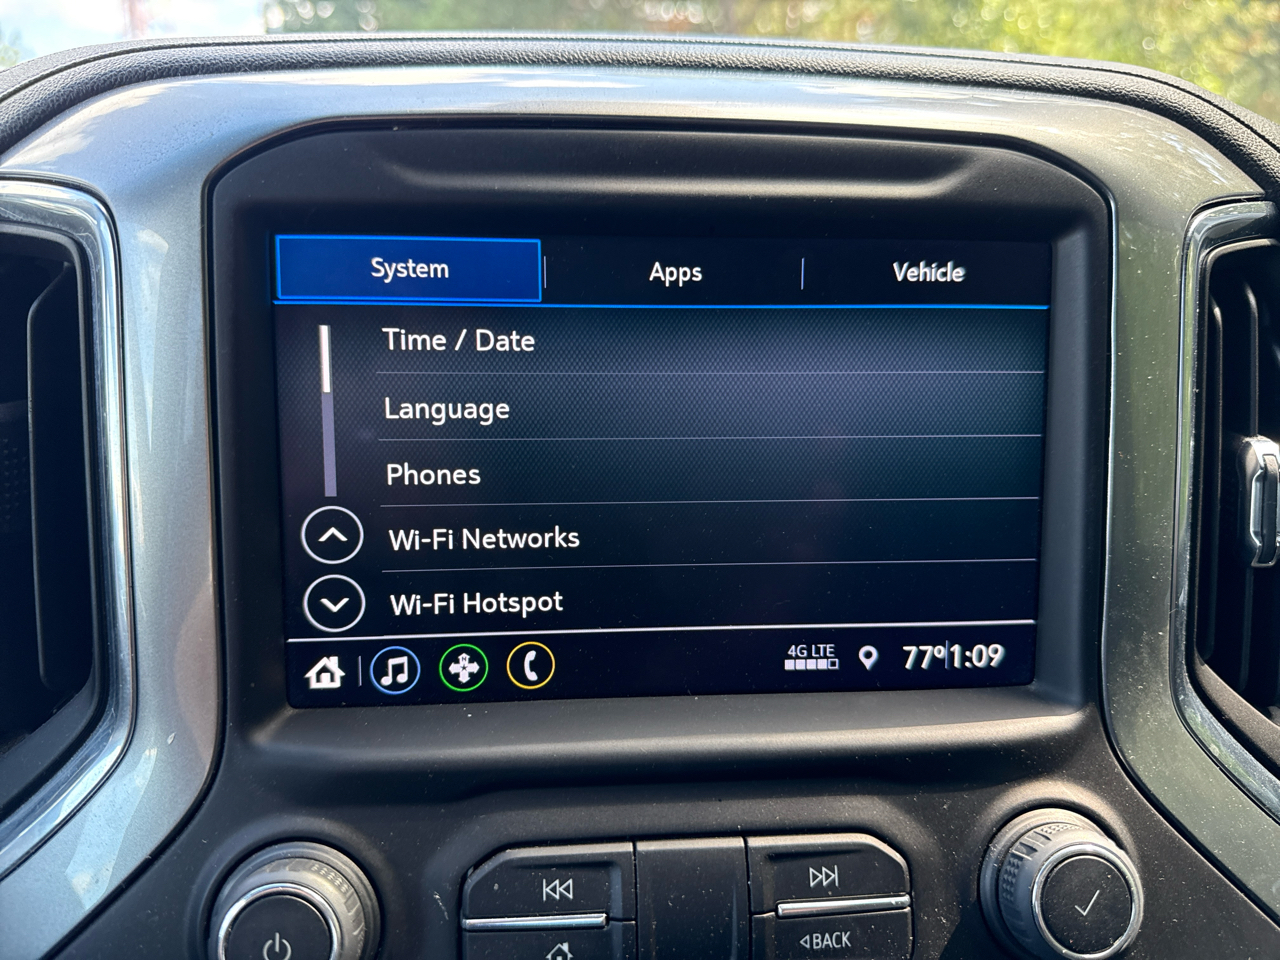 System
Apps
Vehicle
Time / Date
Language
Phones
Wi-Fi Networks
Wi-Fi Hotspot
N
4G LTE
77° 1:09
BACK